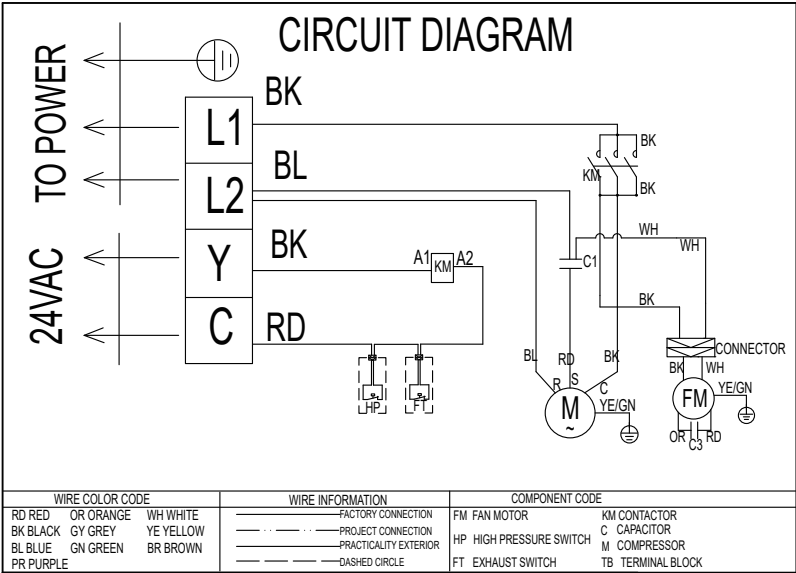 CIRCUIT DIAGRAM
TO POWER
24VAC
L1
L2
Y
C
BK
BL
BK
RD
BK
KM
BK
WH
WH
C1
A1
KM
A2
BK
HP
FT
BL
RD
BK
R
S
C
M
~
YE/GN
CONNECTOR
BK
WH
FM
YE/GN
OR
C3
RD
WIRE COLOR CODE
RD RED OR ORANGE WH WHITE
BK BLACK GY GREY YE YELLOW
BL BLUE GN GREEN BR BROWN
PR PURPLE
WIRE INFORMATION
FACTORY CONNECTION
PROJECT CONNECTION
PRACTICALITY EXTERIOR
DASHED CIRCLE
COMPONENT CODE
FM FAN MOTOR KM CONTACTOR
C CAPACITOR
HP HIGH PRESSURE SWITCH
M COMPRESSOR
FT EXHAUST SWITCH TB TERMINAL BLOCK